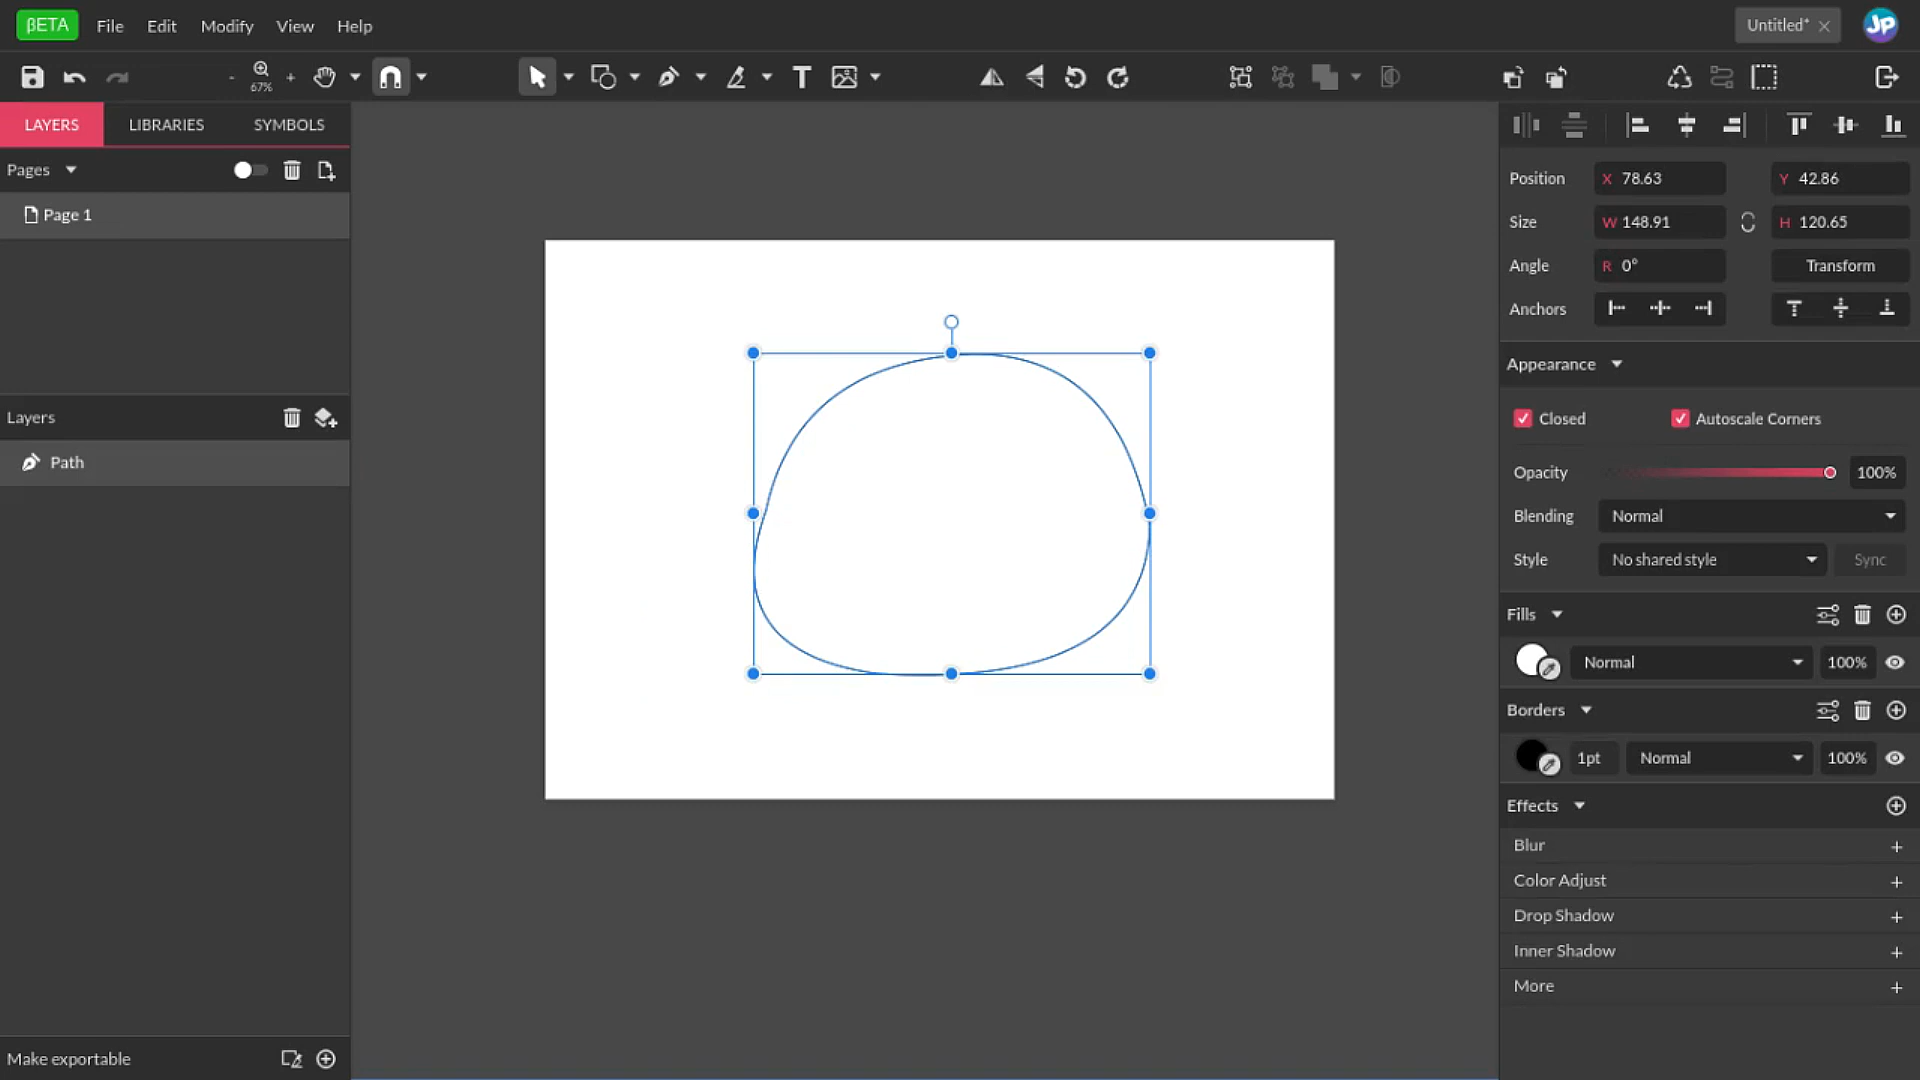 βETA File Edit Modify View Help Untitled* JP
- 67% + T
LAYERS LIBRARIES SYMBOLS
Pages
Page 1
Layers
Path
Make exportable
Position X 78.63 Y 42.86
Size W 148.91 H 120.65
Angle R 0° Transform
Anchors
Appearance
Closed Autoscale Corners
Opacity 100%
Blending Normal
Style No shared style Sync
Fills
Normal 100%
Borders
1pt Normal 100%
Effects
Blur +
Color Adjust +
Drop Shadow +
Inner Shadow +
More +